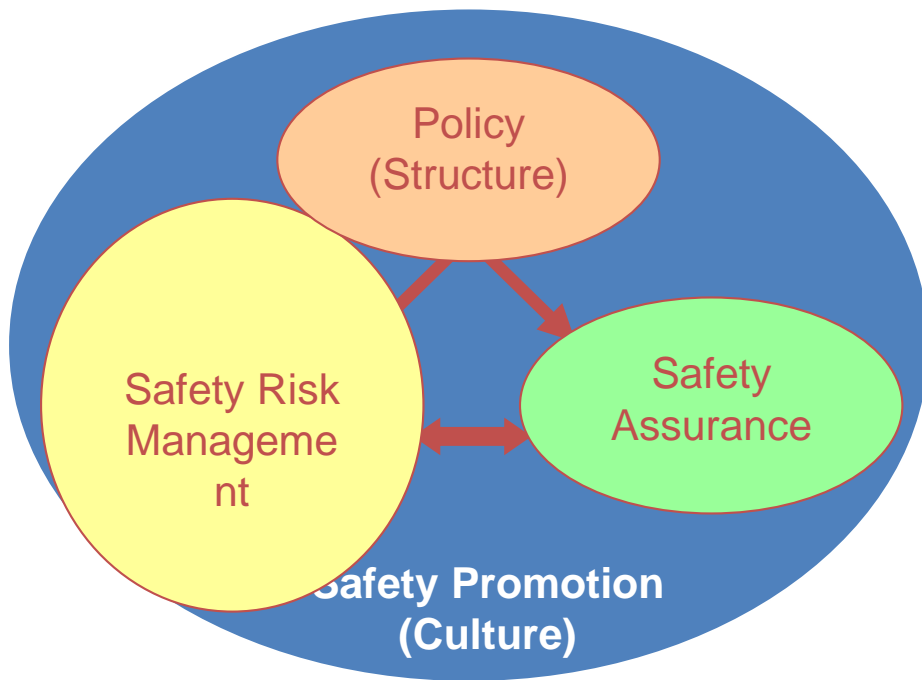 Policy
(Structure)
Safety Risk
Manageme
nt
Safety
Assurance
Safety Promotion
(Culture)